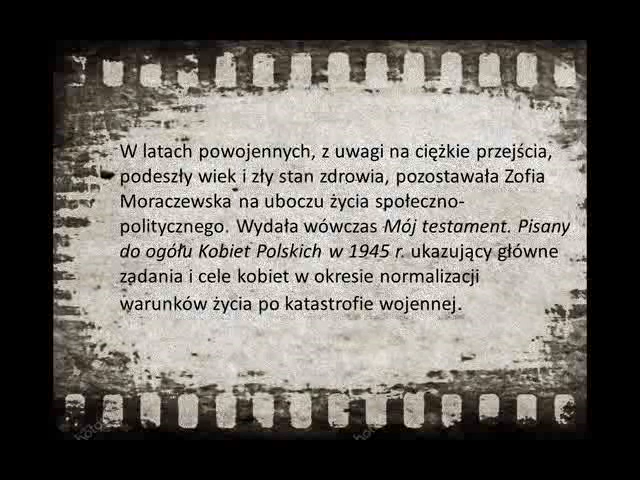 W latach powojennych, z uwagi na ciężkie przejścia,
podeszły wiek i zły stan zdrowia, pozostawała Zofia
Moraczewska na uboczu życia społeczno-
politycznego. Wydała wówczas Mój testament. Pisany
do ogółu Kobiet Polskich w 1945 r. ukazujący główne
zadania i cele kobiet w okresie normalizacji
warunków życia po katastrofie wojennej.